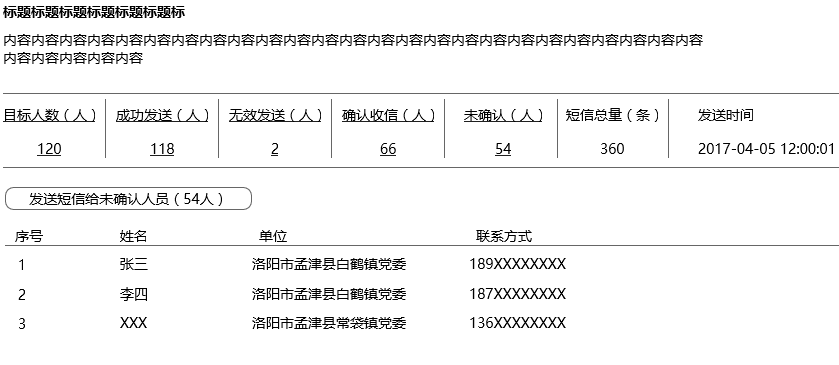 标题标题标题标题标题标题标
内容内容内容内容内容内容内容内容内容内容内容内容内容内容内容内容内容内容内容内容内容内容内容内容内容
内容内容内容内容内容
目标人数（人） 成功发送（人） 无效发送（人） 确认收信（人） 未确认（人） 短信总量（条） 发送时间
120 118 2 66 54 360 2017-04-05 12:00:01
发送短信给未确认人员（54人）
序号 姓名 单位 联系方式
1 张三 洛阳市孟津县白鹤镇党委 189XXXXXXXX
2 李四 洛阳市孟津县白鹤镇党委 187XXXXXXXX
3 XXX 洛阳市孟津县常袋镇党委 136XXXXXXXX